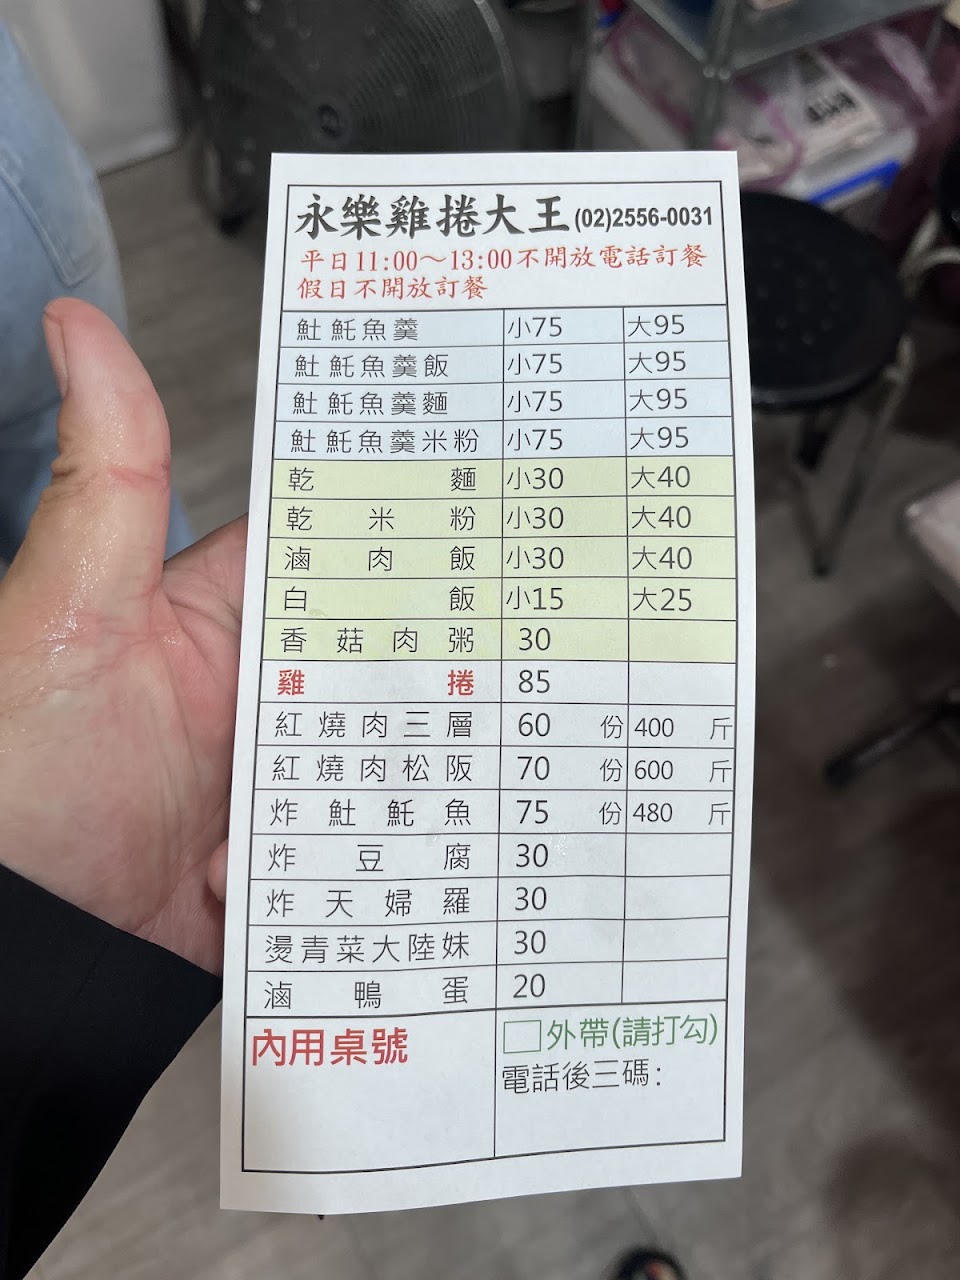 永樂雞捲大王(02)2556-0031
平日11:00～13:00不開放電話訂餐
假日不開放訂餐
𩵚魠魚羹 小75 大95
𩵚魠魚羹飯 小75 大95
𩵚魠魚羹麵 小75 大95
𩵚魠魚羹米粉 小75 大95
乾麵 小30 大40
乾米粉 小30 大40
滷肉飯 小30 大40
白飯 小15 大25
香菇肉粥 30
雞捲 85
紅燒肉三層 60 份 400 斤
紅燒肉松阪 70 份 600 斤
炸𩵚魠魚 75 份 480 斤
炸豆腐 30
炸天婦羅 30
燙青菜大陸妹 30
滷鴨蛋 20
內用桌號
□外帶(請打勾)
電話後三碼：